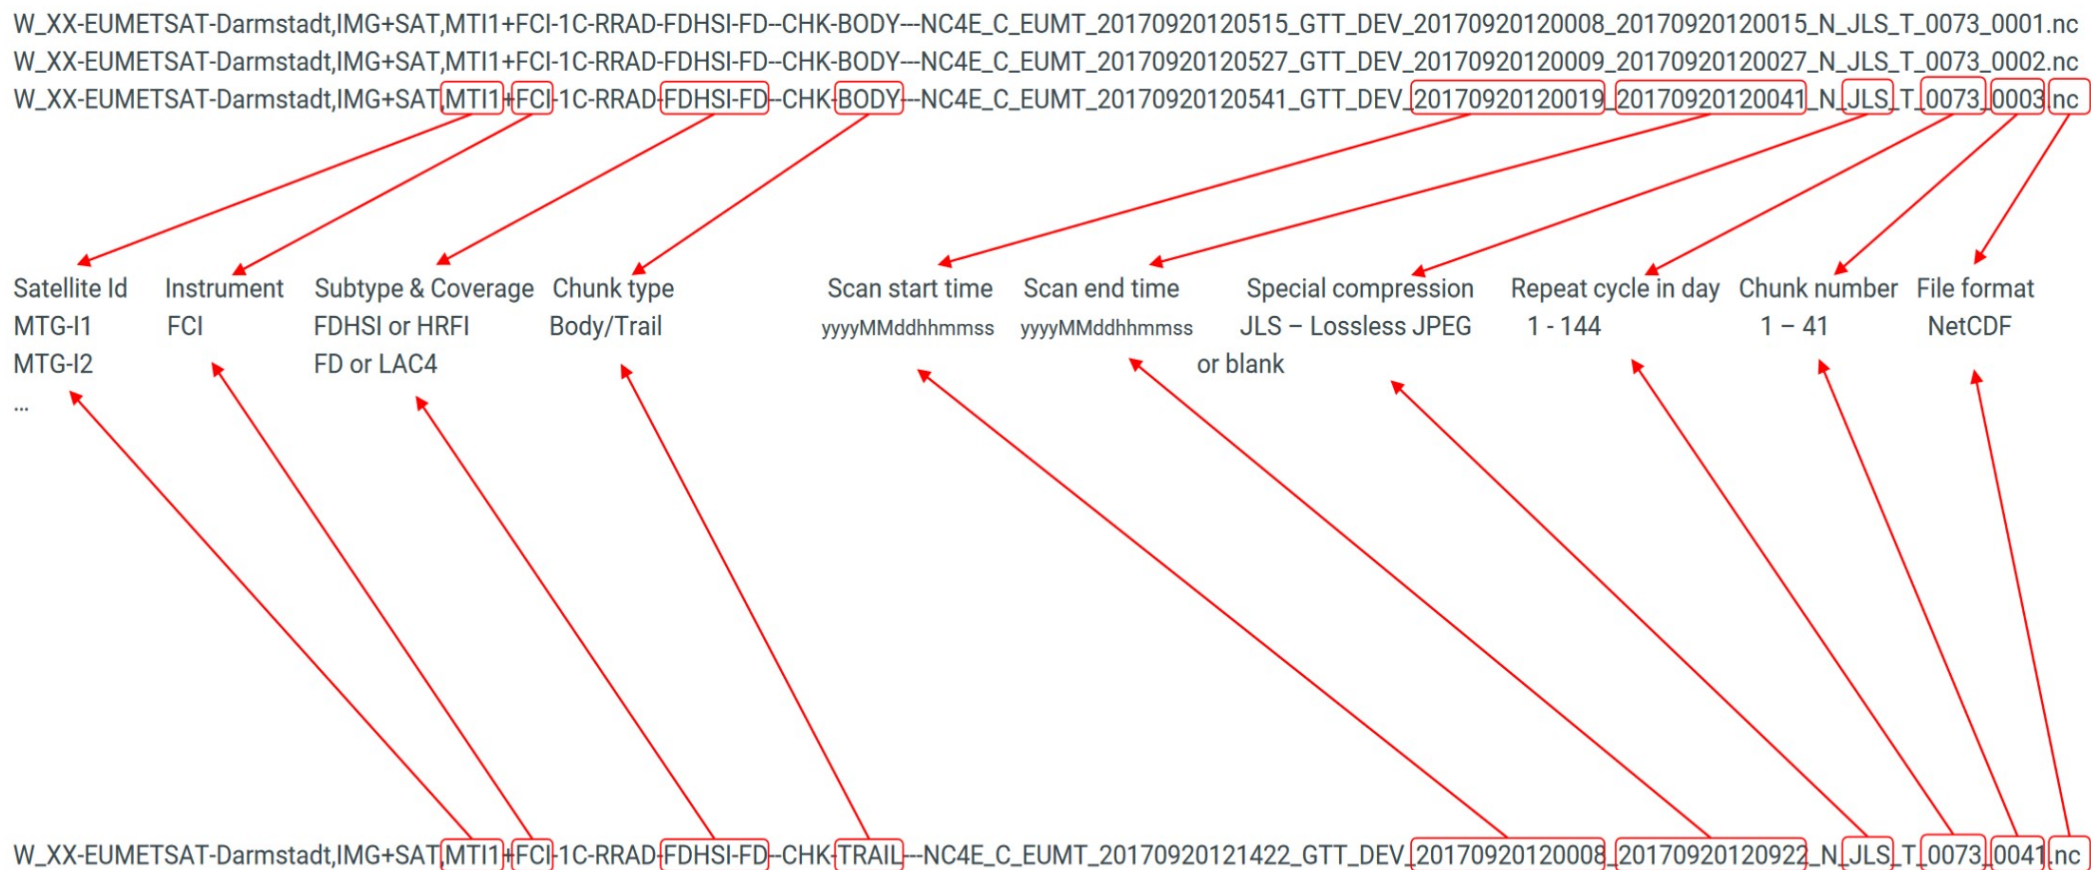 W_XX-EUMETSAT-Darmstadt,IMG+SAT,MTI1+FCI-1C-RRAD-FDHSI-FD--CHK-BODY---NC4E_C_EUMT_20170920120515_GTT_DEV_20170920120008_20170920120015_N_JLS_T_0073_0001.nc
W_XX-EUMETSAT-Darmstadt,IMG+SAT,MTI1+FCI-1C-RRAD-FDHSI-FD--CHK-BODY---NC4E_C_EUMT_20170920120527_GTT_DEV_20170920120009_20170920120027_N_JLS_T_0073_0002.nc
W_XX-EUMETSAT-Darmstadt,IMG+SAT,MTI1+FCI-1C-RRAD-FDHSI-FD--CHK-BODY---NC4E_C_EUMT_20170920120541_GTT_DEV_20170920120019_20170920120041_N_JLS_T_0073_0003.nc
Satellite Id Instrument Subtype & Coverage Chunk type Scan start time Scan end time Special compression Repeat cycle in day Chunk number File format
MTG-I1 FCI FDHSI or HRFI Body/Trail yyyyMMddhhmmss yyyyMMddhhmmss JLS – Lossless JPEG 1 - 144 1 – 41 NetCDF
MTG-I2 FD or LAC4 or blank
...
W_XX-EUMETSAT-Darmstadt,IMG+SAT,MTI1+FCI-1C-RRAD-FDHSI-FD--CHK-TRAIL---NC4E_C_EUMT_20170920121422_GTT_DEV_20170920120008_20170920120922_N_JLS_T_0073_0041.nc